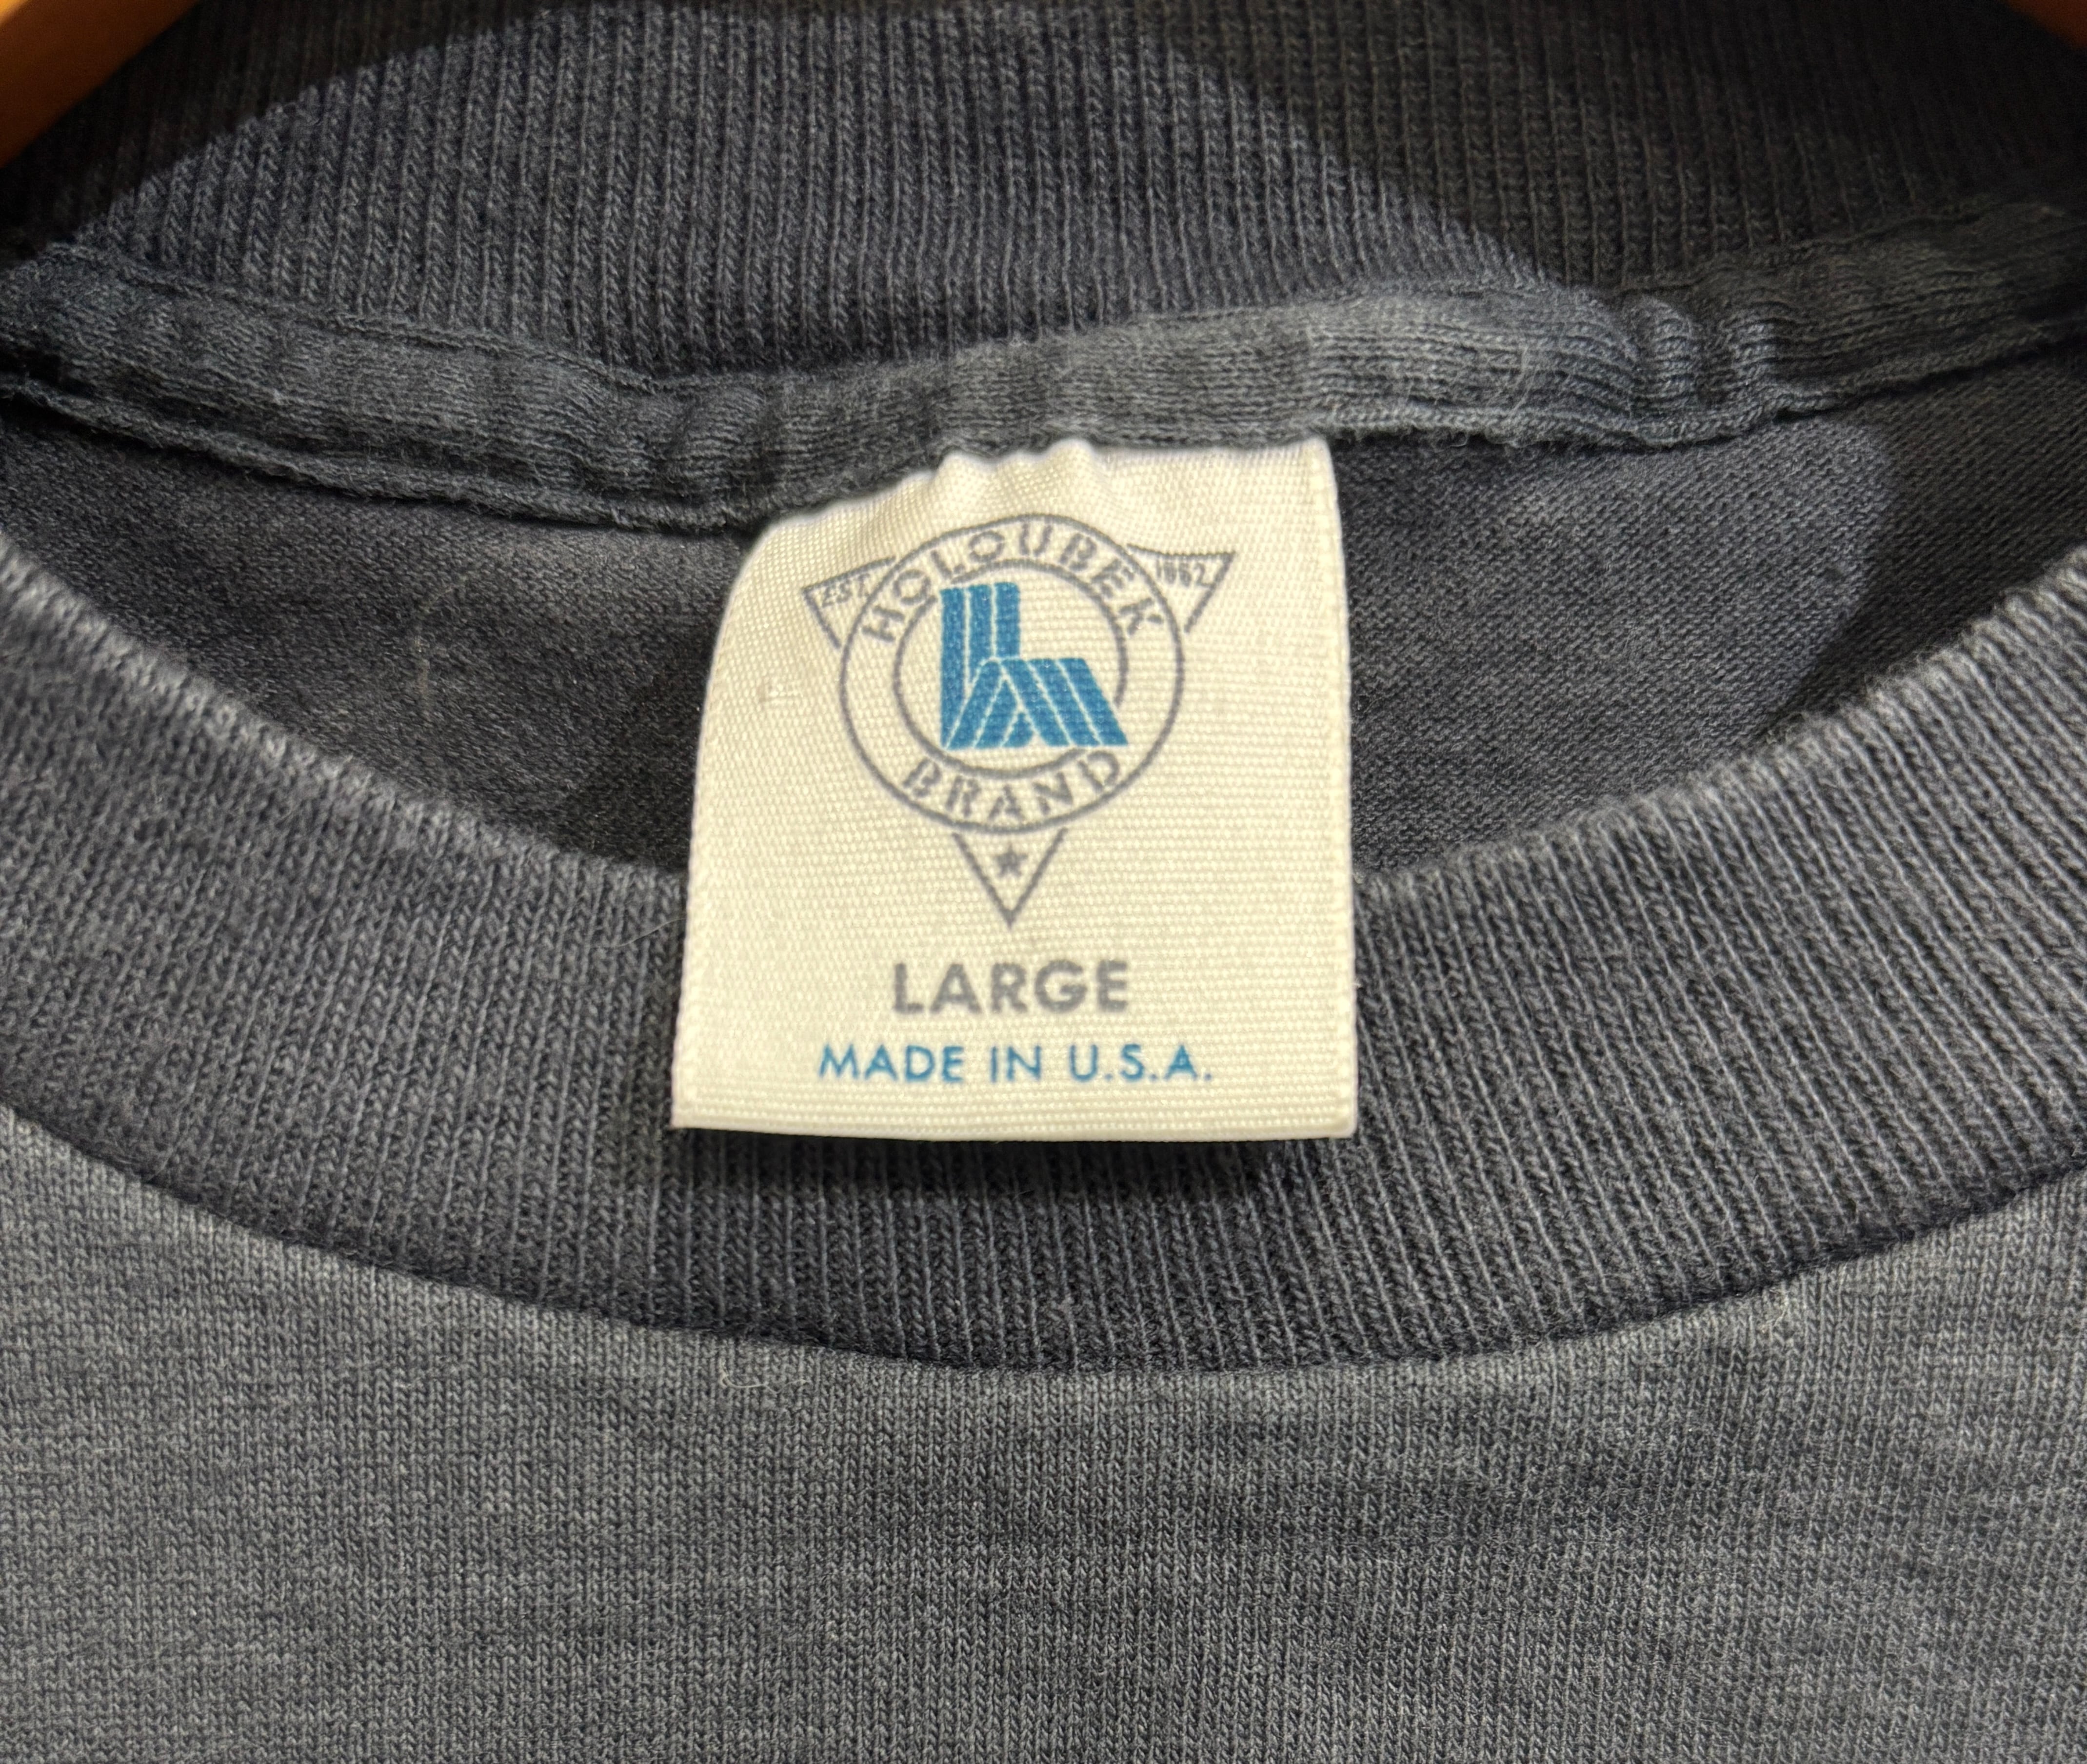 HOLOUBEK
EST. 1962
BRAND
LARGE
MADE IN U.S.A.